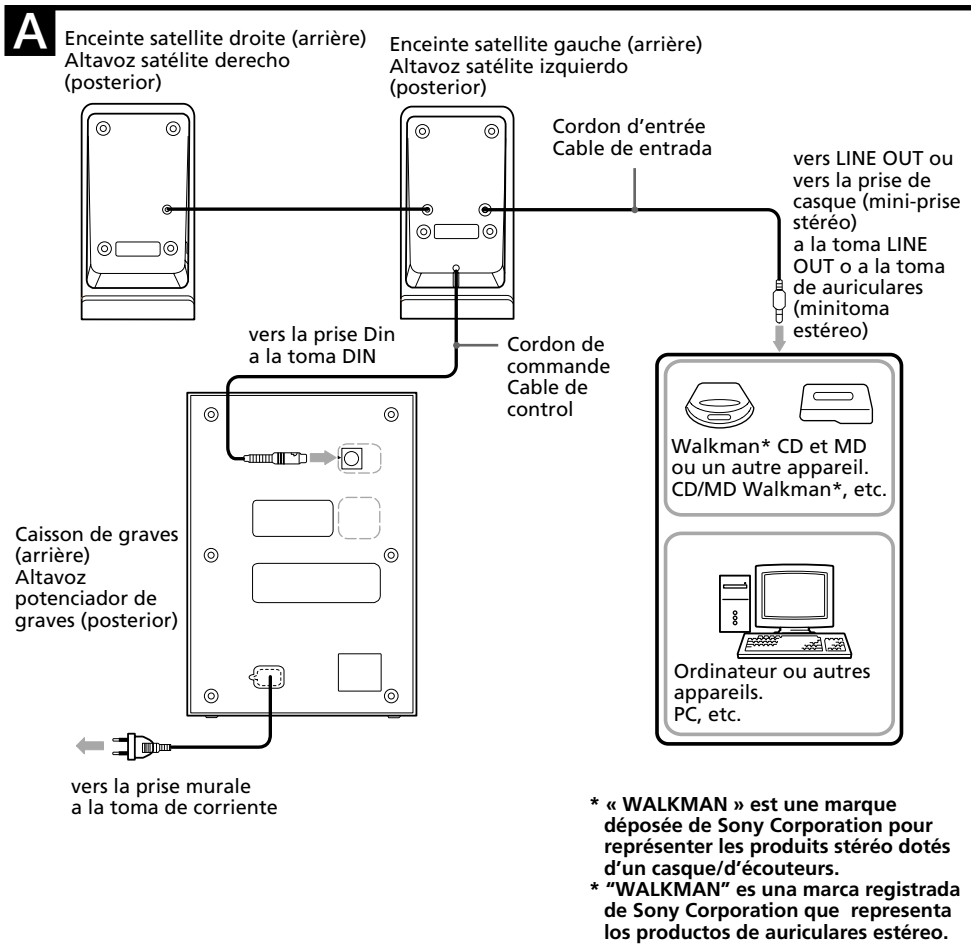 A
Enceinte satellite droite (arrière)
Altavoz satélite derecho
(posterior)
Enceinte satellite gauche (arrière)
Altavoz satélite izquierdo
(posterior)
Cordon d’entrée
Cable de entrada
vers LINE OUT ou
vers la prise de
casque (mini-prise
stéréo)
a la toma LINE
OUT o a la toma
de auriculares
(minitoma
estéreo)
vers la prise Din
a la toma DIN
Cordon de
commande
Cable de
control
Walkman* CD et MD
ou un autre appareil.
CD/MD Walkman*, etc.
Caisson de graves
(arrière)
Altavoz
potenciador de
graves (posterior)
Ordinateur ou autres
appareils.
PC, etc.
vers la prise murale
a la toma de corriente
* « WALKMAN » est une marque
déposée de Sony Corporation pour
représenter les produits stéréo dotés
d’un casque/d’écouteurs.
* “WALKMAN” es una marca registrada
de Sony Corporation que representa
los productos de auriculares estéreo.